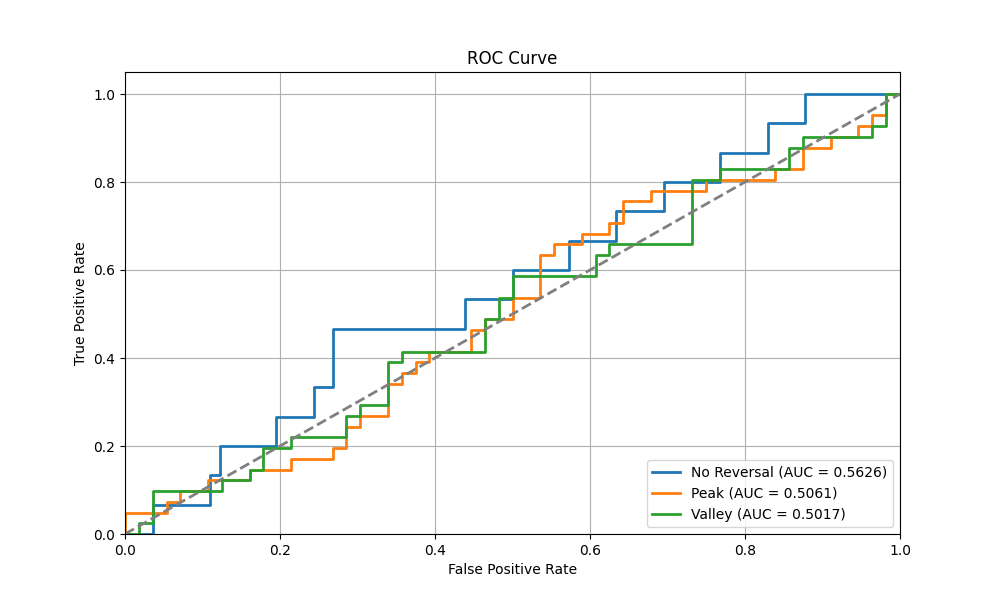 ROC Curve
True Positive Rate
1.0
0.8
0.6
0.4
0.2
0.0
0.0 0.2 0.4 0.6 0.8 1.0
False Positive Rate
No Reversal (AUC = 0.5626)
Peak (AUC = 0.5061)
Valley (AUC = 0.5017)